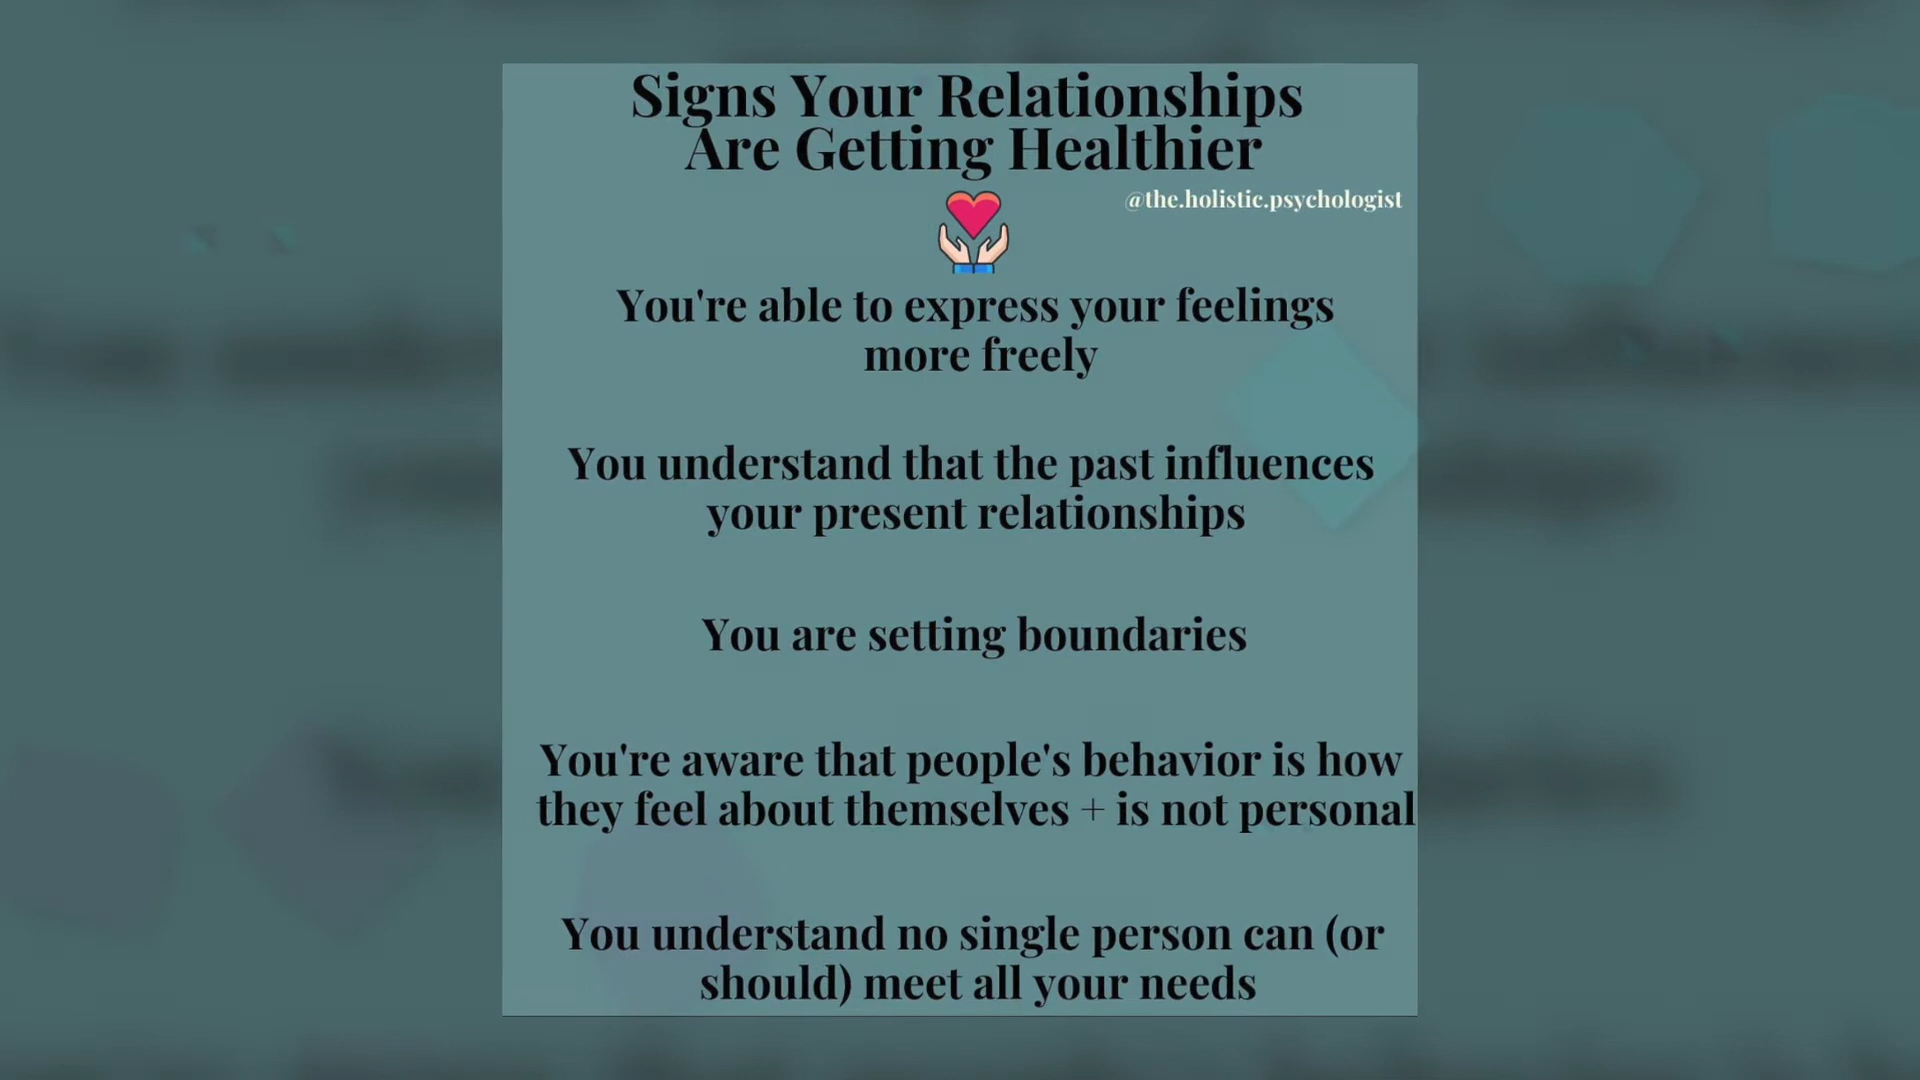 Signs Your Relationships
Are Getting Healthier
@the.holistic.psychologist
You're able to express your feelings
more freely
You understand that the past influences
your present relationships
You are setting boundaries
You're aware that people's behavior is how
they feel about themselves + is not personal
You understand no single person can (or
should) meet all your needs